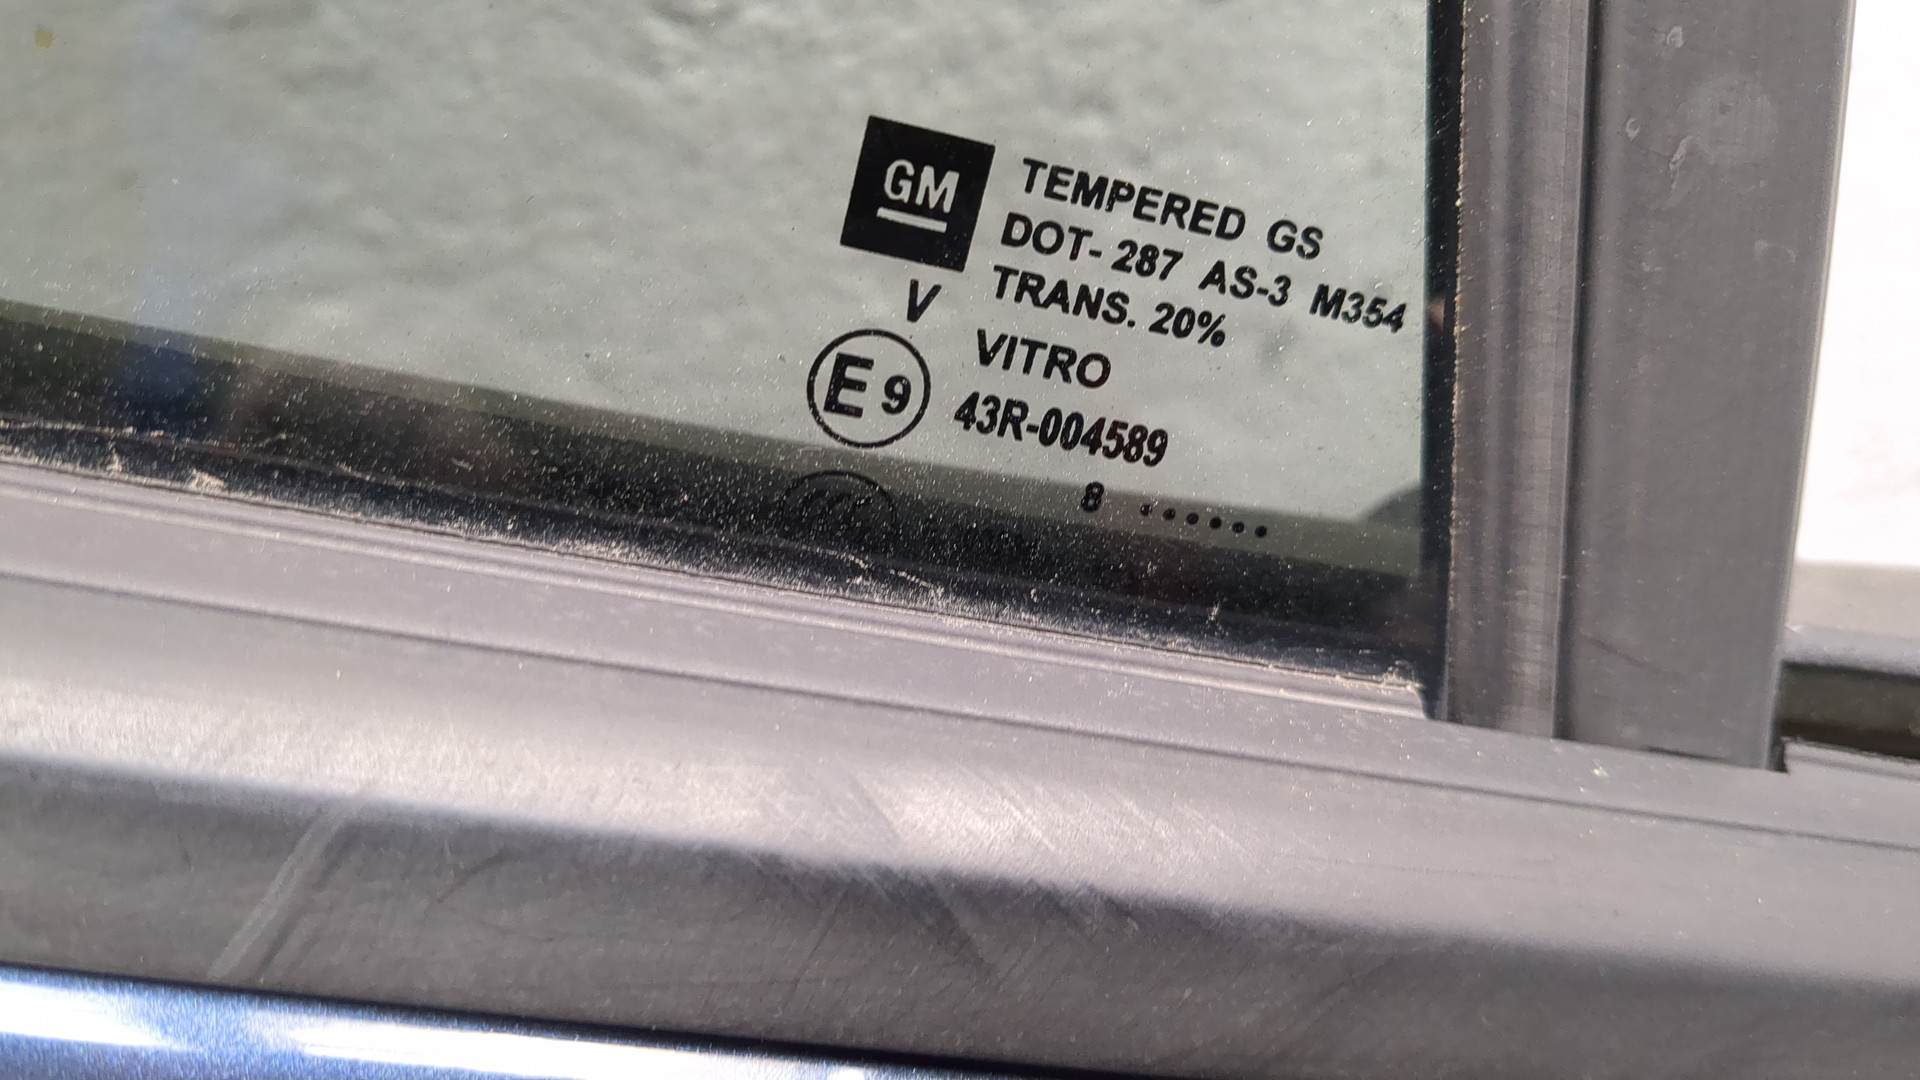 GM
TEMPERED GS
DOT-287 AS-3 M354
TRANS. 20%
V
VITRO
E9
43R-004589
8 ......